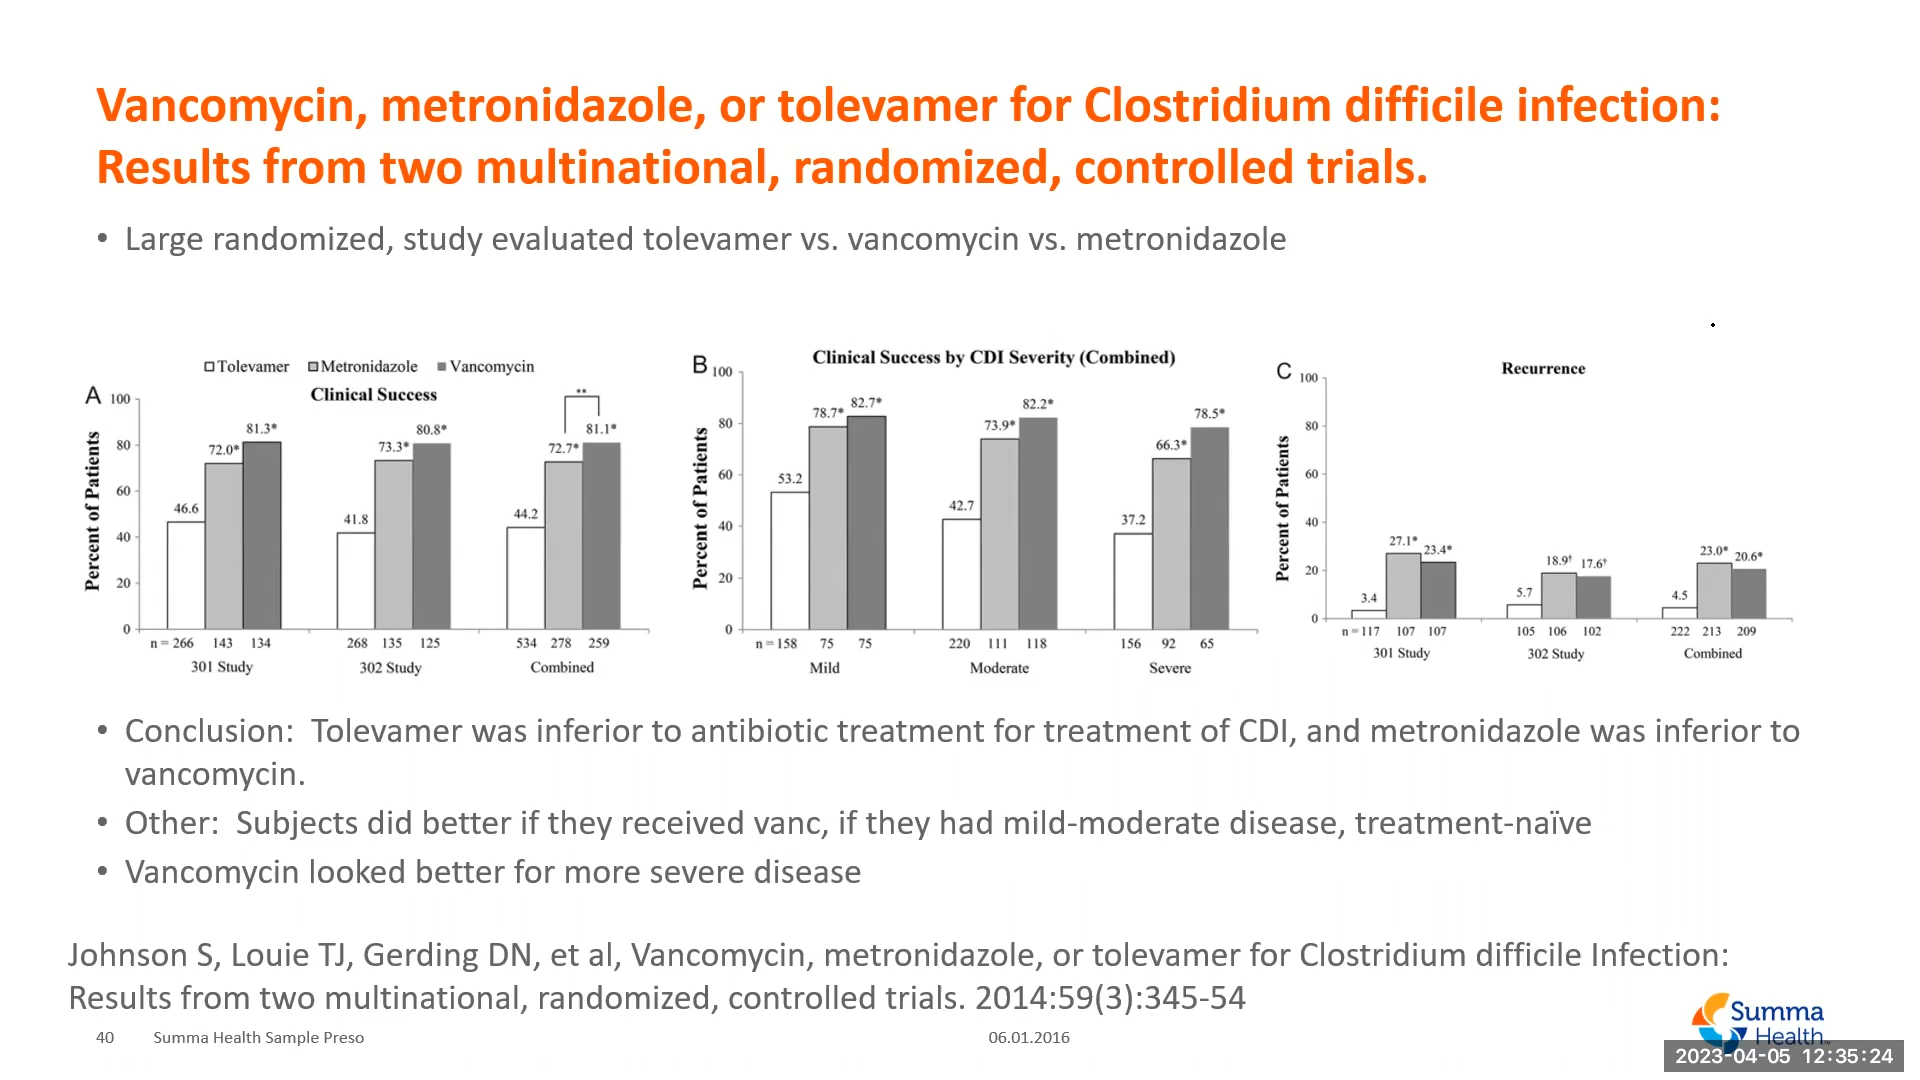 Vancomycin, metronidazole, or tolevamer for Clostridium difficile infection:
Results from two multinational, randomized, controlled trials.
• Large randomized, study evaluated tolevamer vs. vancomycin vs. metronidazole
Tolevamer Metronidazole Vancomycin
A
Clinical Success
Percent of Patients
100
80
60
40
20
0
46.6 72.0* 81.3*
41.8 73.3* 80.8*
**
44.2 72.7* 81.1*
n = 266 143 134 268 135 125 534 278 259
301 Study 302 Study Combined
B
Clinical Success by CDI Severity (Combined)
Percent of Patients
100
80
60
40
20
0
53.2 78.7* 82.7*
42.7 73.9* 82.2*
37.2 66.3* 78.5*
n = 158 75 75 220 111 118 156 92 65
Mild Moderate Severe
C
Recurrence
Percent of Patients
100
80
60
40
20
0
3.4 27.1* 23.4*
5.7 18.9† 17.6†
4.5 23.0* 20.6*
n = 117 107 107 105 106 102 222 213 209
301 Study 302 Study Combined
• Conclusion: Tolevamer was inferior to antibiotic treatment for treatment of CDI, and metronidazole was inferior to
vancomycin.
• Other: Subjects did better if they received vanc, if they had mild-moderate disease, treatment-naïve
• Vancomycin looked better for more severe disease
Johnson S, Louie TJ, Gerding DN, et al, Vancomycin, metronidazole, or tolevamer for Clostridium difficile Infection:
Results from two multinational, randomized, controlled trials. 2014:59(3):345-54
40 Summa Health Sample Preso 06.01.2016
Summa
Health
2023-04-05 12:35:24